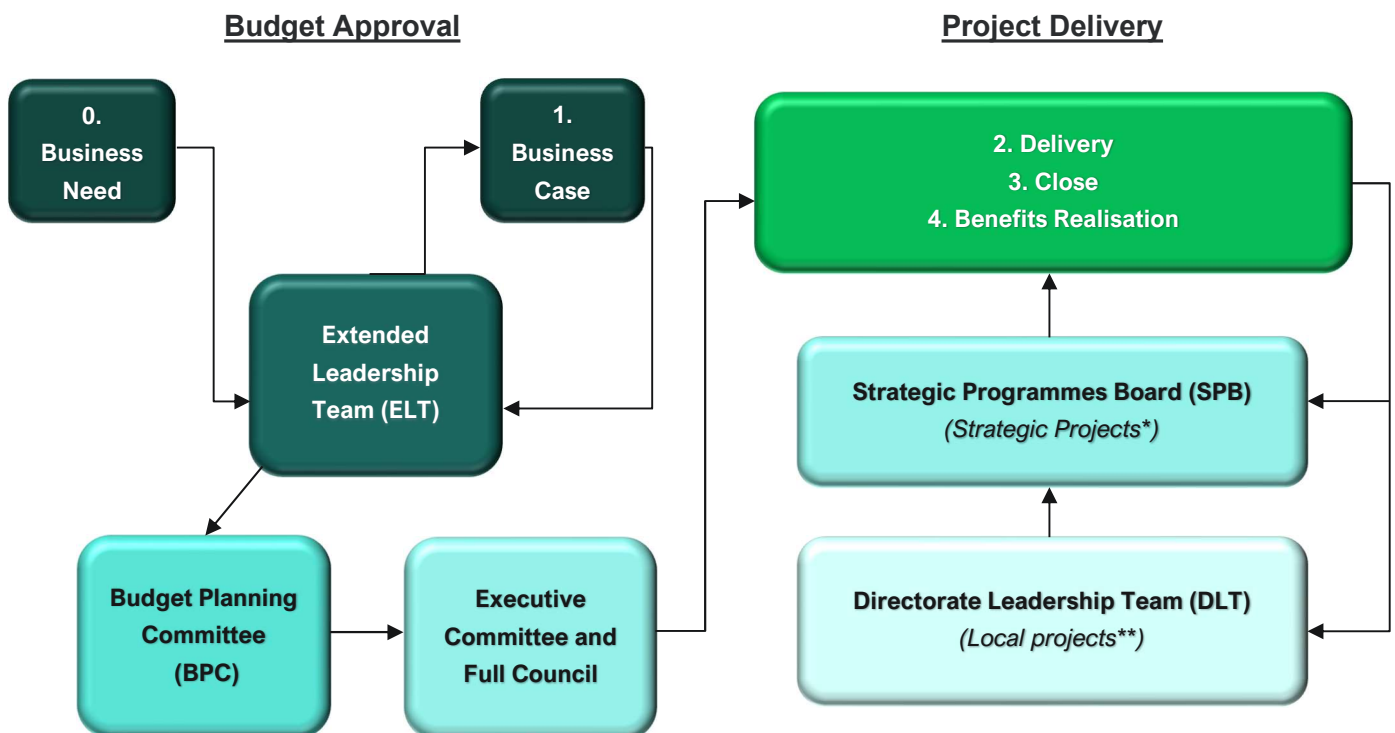 Budget Approval
Project Delivery
0.
Business
Need
1.
Business
Case
Extended
Leadership
Team (ELT)
Budget Planning
Committee
(BPC)
Executive
Committee and
Full Council
2. Delivery
3. Close
4. Benefits Realisation
Strategic Programmes Board (SPB)
(Strategic Projects*)
Directorate Leadership Team (DLT)
(Local projects**)